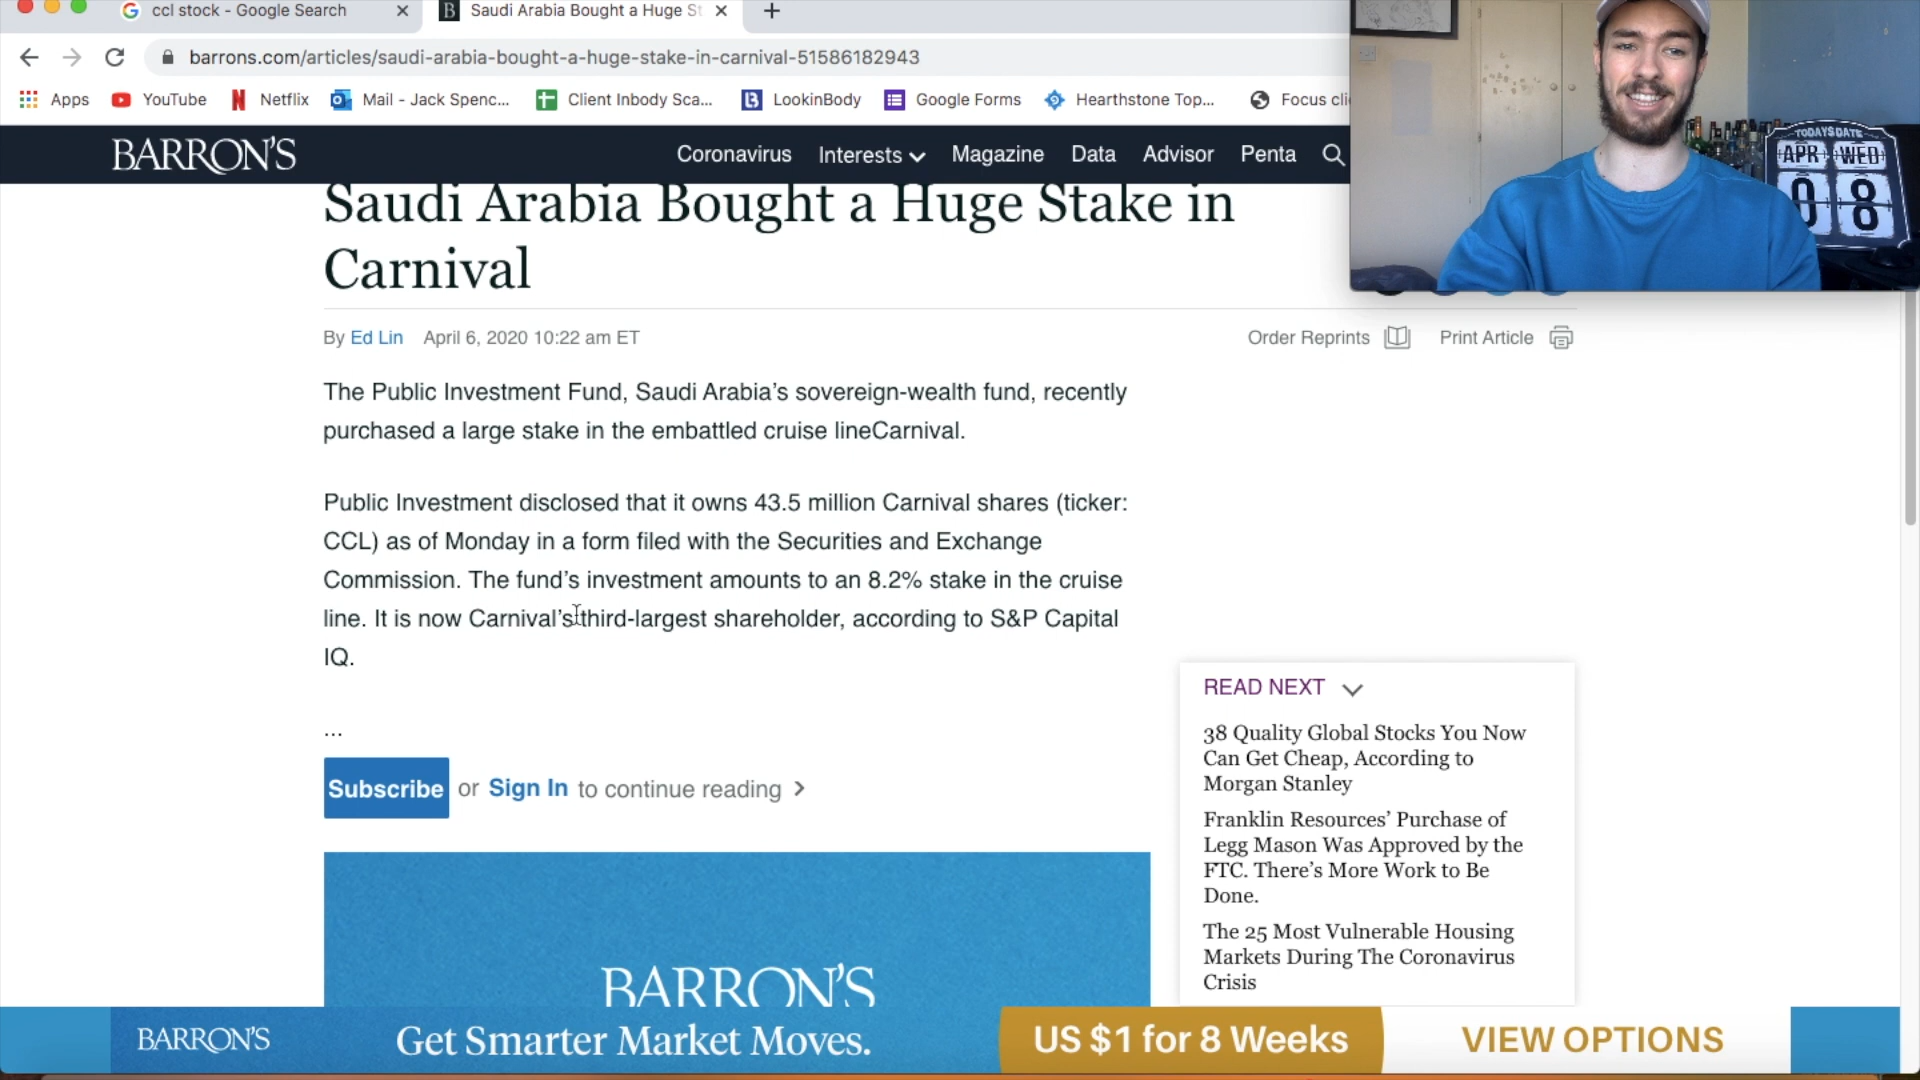 ccl stock - Google Search
Saudi Arabia Bought a Huge St
barrons.com/articles/saudi-arabia-bought-a-huge-stake-in-carnival-51586182943
Apps YouTube Netflix Mail - Jack Spenc... Client Inbody Sca... LookinBody Google Forms Hearthstone Top... Focus cli
BARRON'S Coronavirus Interests Magazine Data Advisor Penta
TODAYS DATE
APR WED
08
Saudi Arabia Bought a Huge Stake in
Carnival
By Ed Lin April 6, 2020 10:22 am ET Order Reprints Print Article
The Public Investment Fund, Saudi Arabia's sovereign-wealth fund, recently
purchased a large stake in the embattled cruise lineCarnival.
Public Investment disclosed that it owns 43.5 million Carnival shares (ticker:
CCL) as of Monday in a form filed with the Securities and Exchange
Commission. The fund's investment amounts to an 8.2% stake in the cruise
line. It is now Carnival's third-largest shareholder, according to S&P Capital
IQ.
...
Subscribe or Sign In to continue reading >
READ NEXT
38 Quality Global Stocks You Now
Can Get Cheap, According to
Morgan Stanley
Franklin Resources' Purchase of
Legg Mason Was Approved by the
FTC. There's More Work to Be
Done.
The 25 Most Vulnerable Housing
Markets During The Coronavirus
Crisis
BARRON'S
BARRON'S Get Smarter Market Moves. US $1 for 8 Weeks VIEW OPTIONS